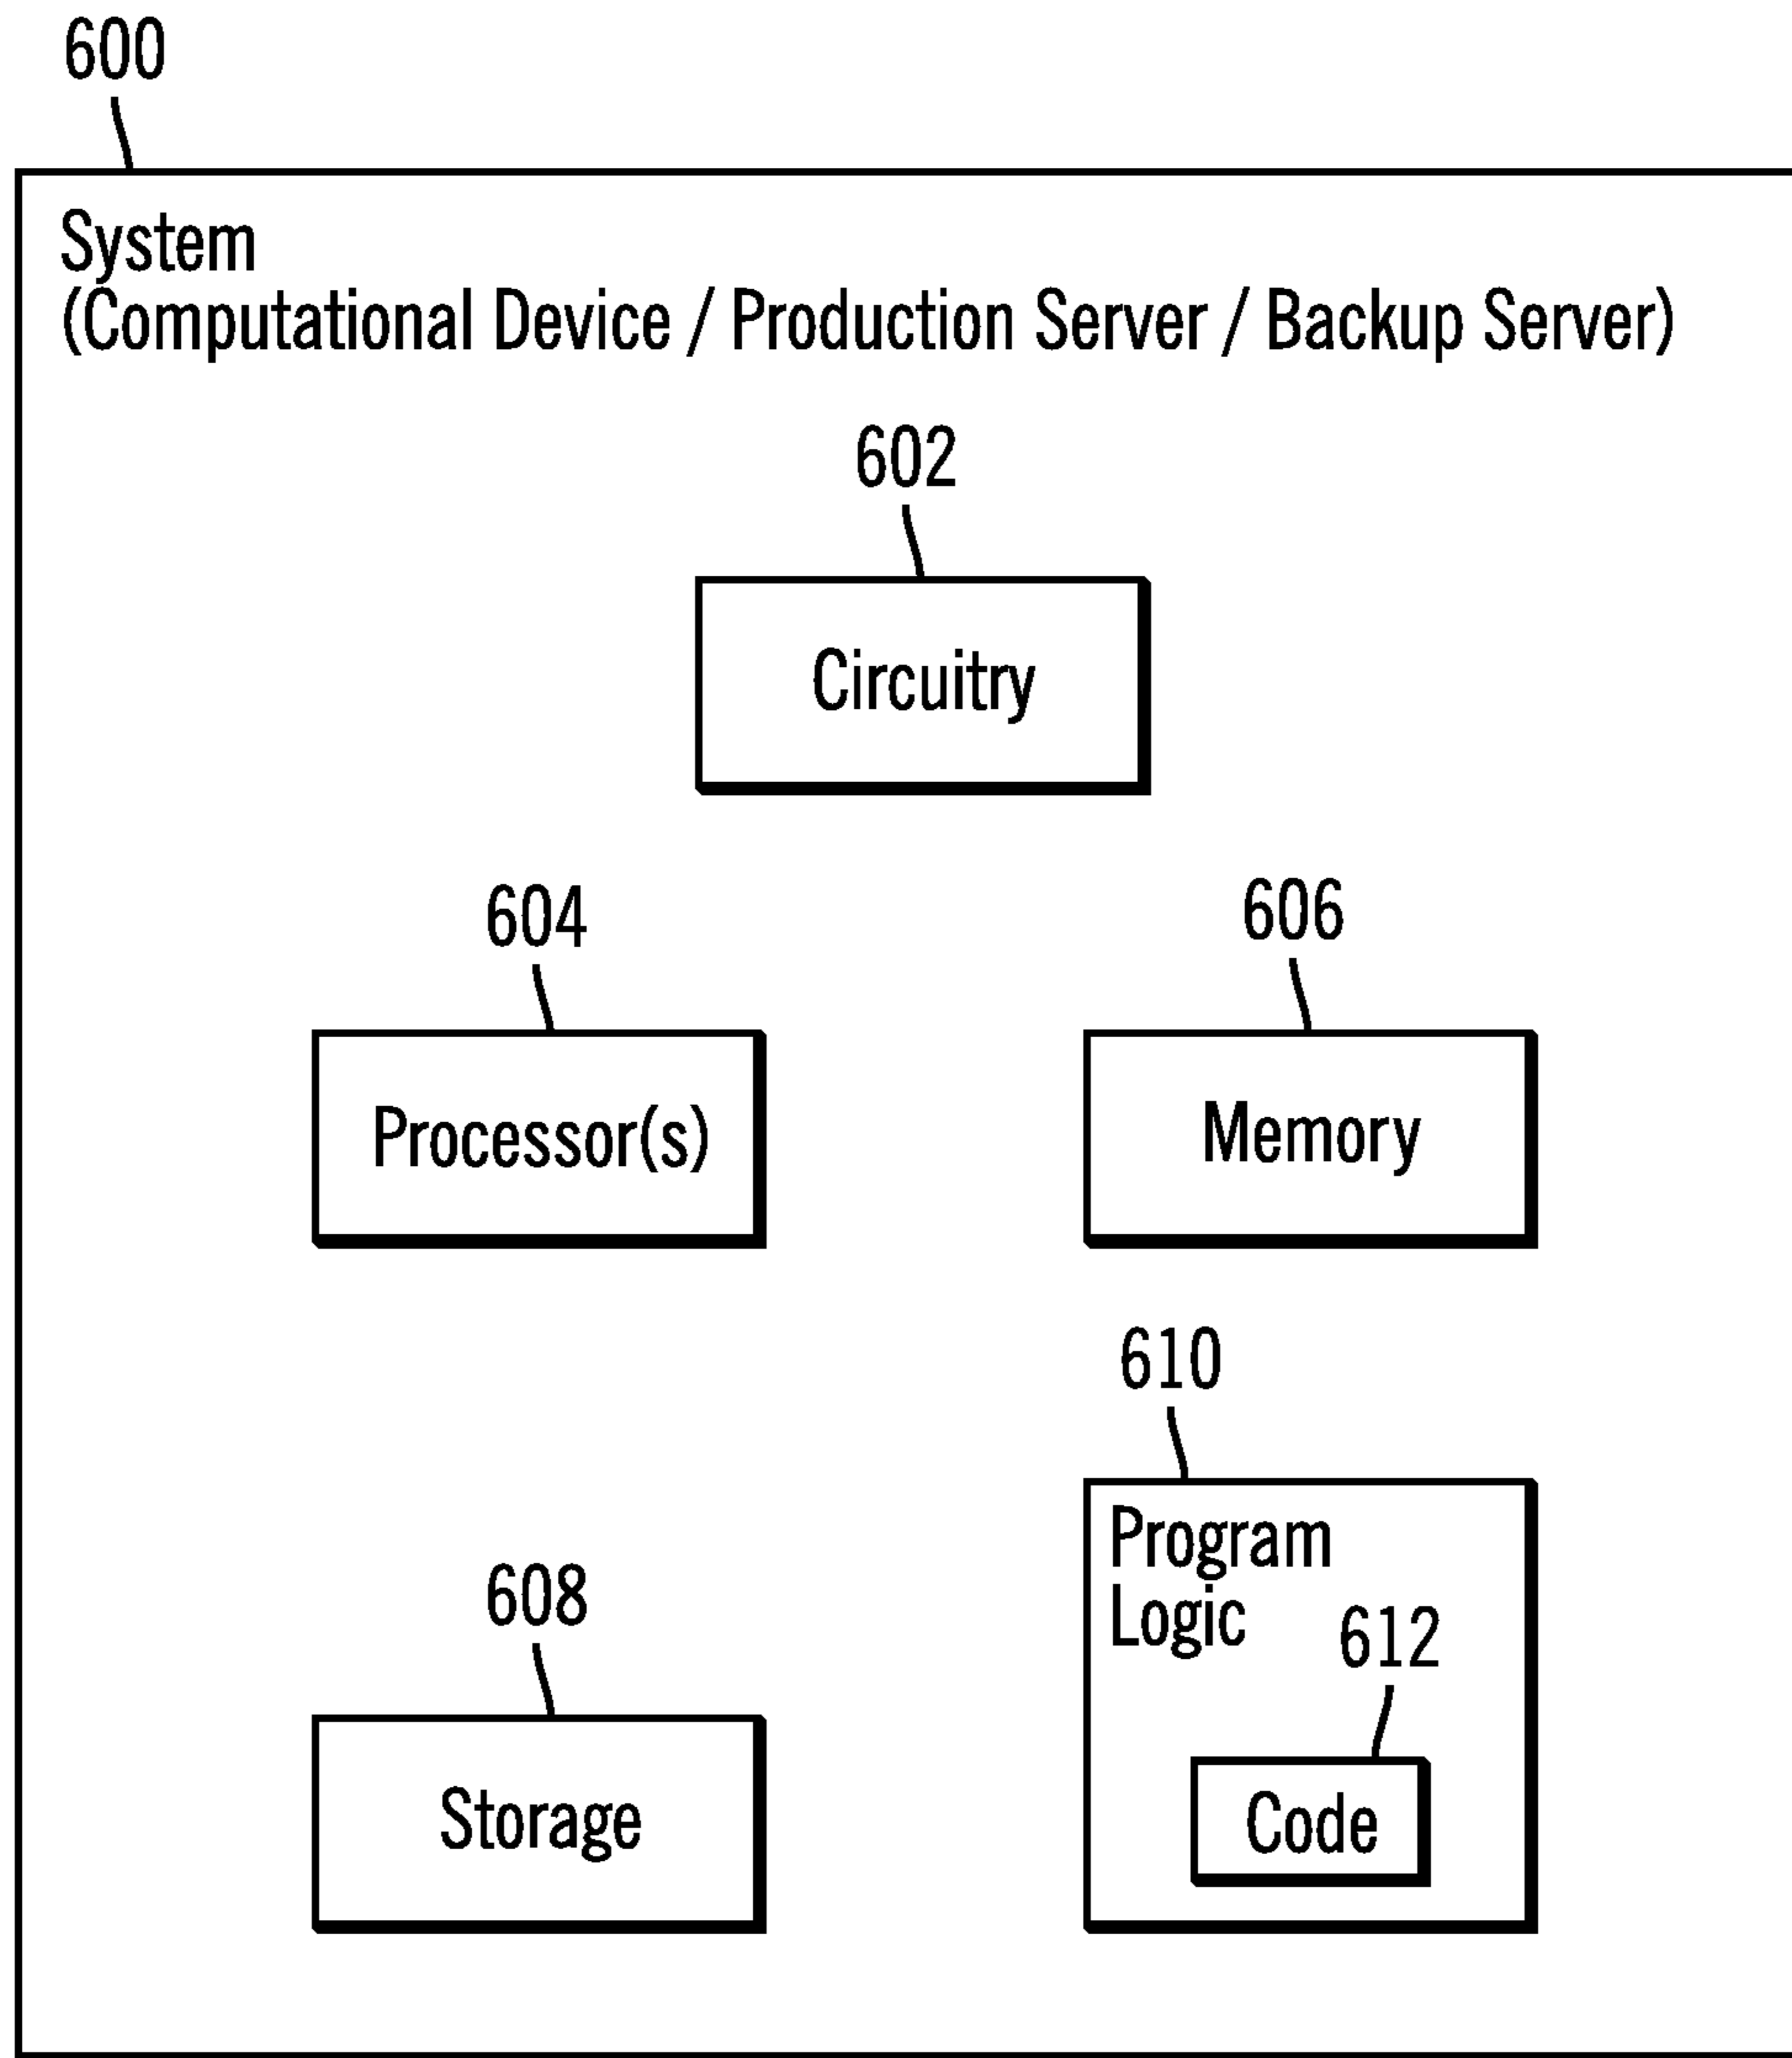 600
System
(Computational Device / Production Server / Backup Server)
602
Circuitry
604
606
Processor(s)
Memory
610
Program
Logic
608
612
Storage
Code